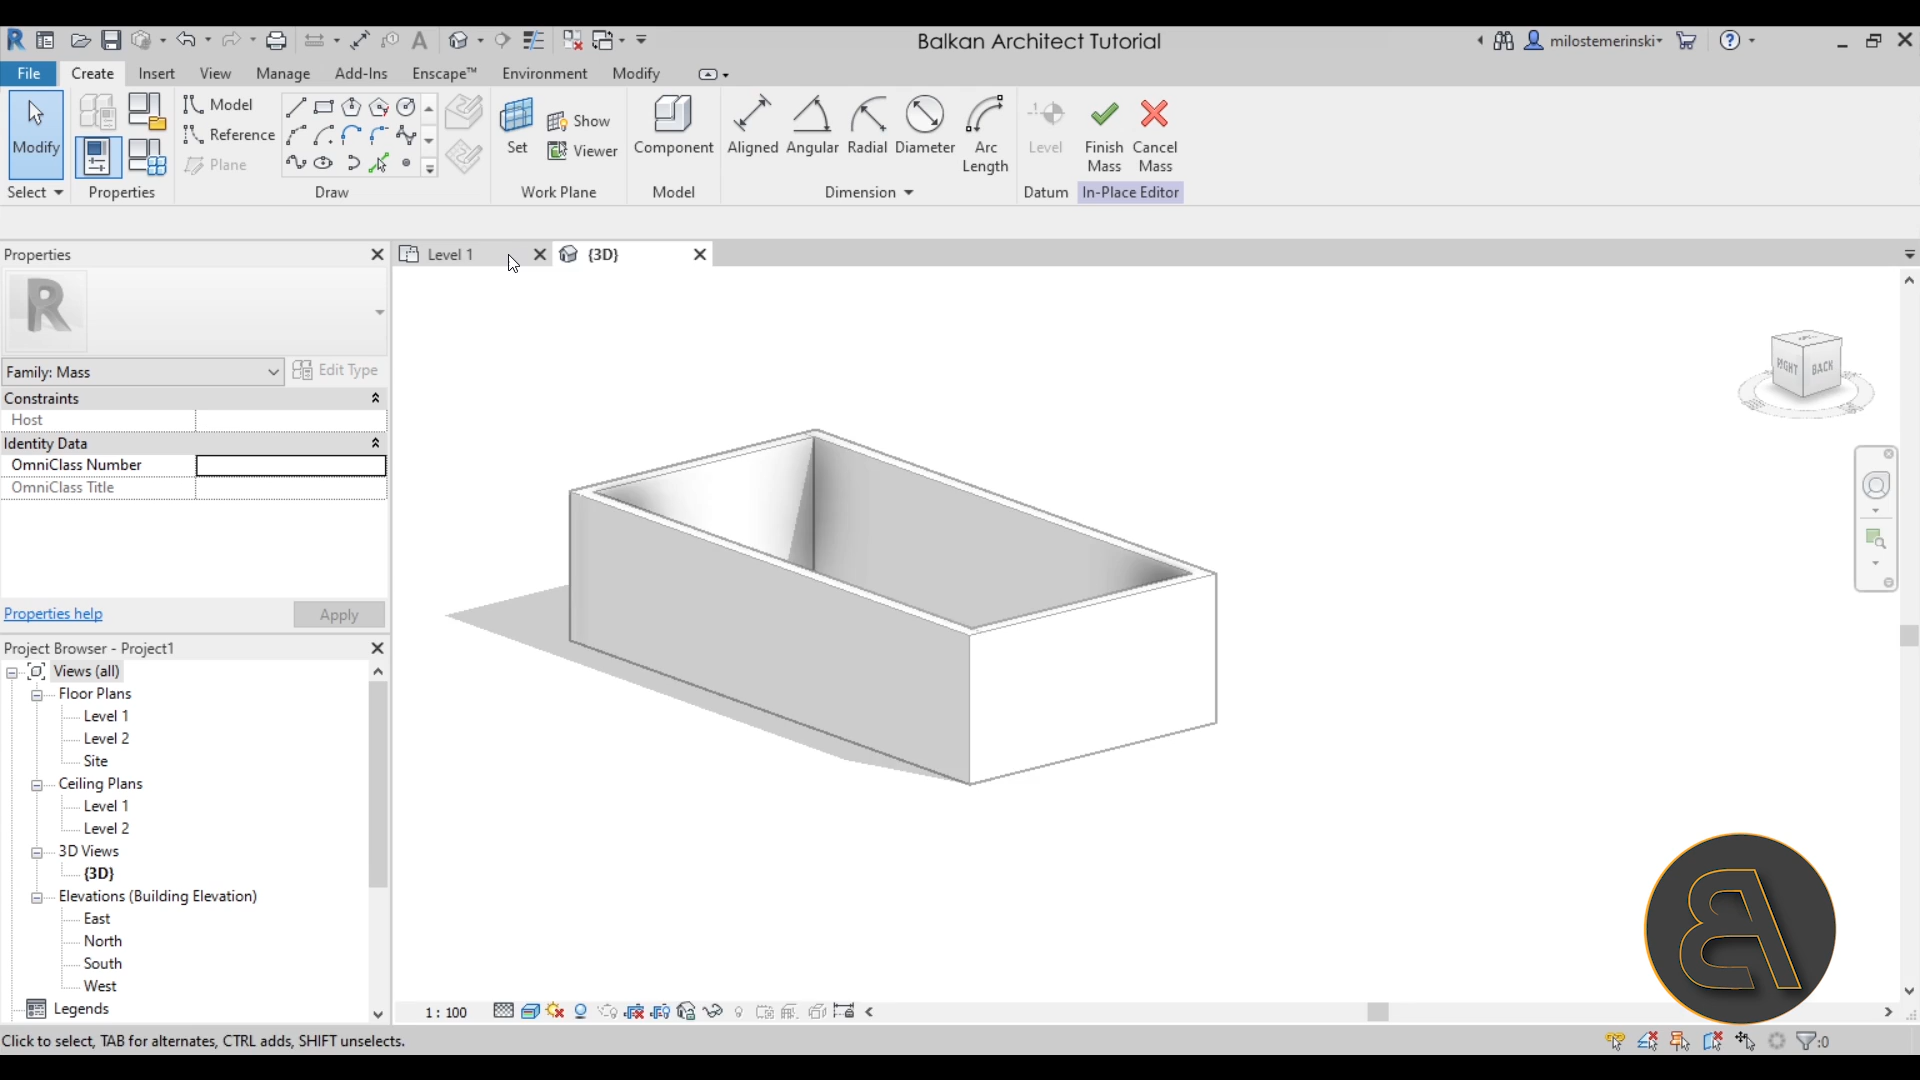 Balkan Architect Tutorial
milostemerinski
File
Create
Insert
View
Manage
Add-Ins
Enscape™
Environment
Modify
Modify
Model
Reference
Plane
Set
Show
Viewer
Component
Aligned
Angular
Radial
Diameter
Arc
Length
Level
Finish
Mass
Cancel
Mass
Select
Properties
Draw
Work Plane
Model
Dimension
Datum
In-Place Editor
Properties
Level 1
{3D}
R
Family: Mass
Edit Type
Constraints
Host
Identity Data
OmniClass Number
OmniClass Title
Properties help
Apply
RIGHT
BACK
Project Browser - Project1
Views (all)
Floor Plans
Level 1
Level 2
Site
Ceiling Plans
Level 1
Level 2
3D Views
{3D}
Elevations (Building Elevation)
East
North
South
West
Legends
1 : 100
Click to select, TAB for alternates, CTRL adds, SHIFT unselects.
:0